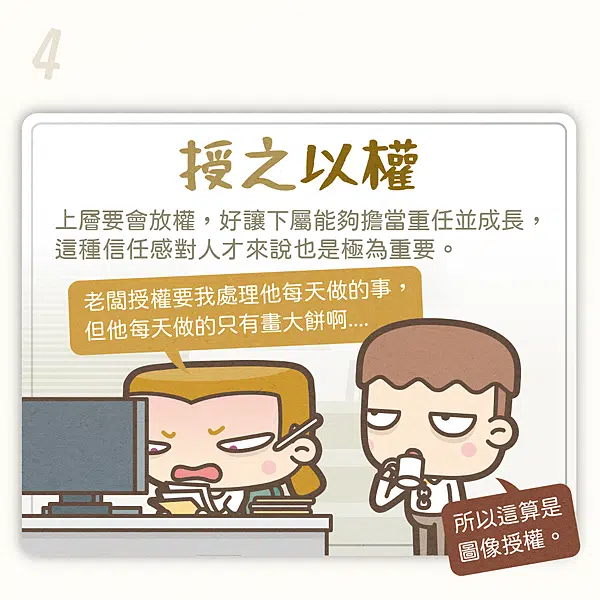 4
授之以權
上層要會放權，好讓下屬能夠擔當重任並成長，
這種信任感對人才來說也是極為重要。
老闆授權要我處理他每天做的事，
但他每天做的只有畫大餅啊....
所以這算是
圖像授權。